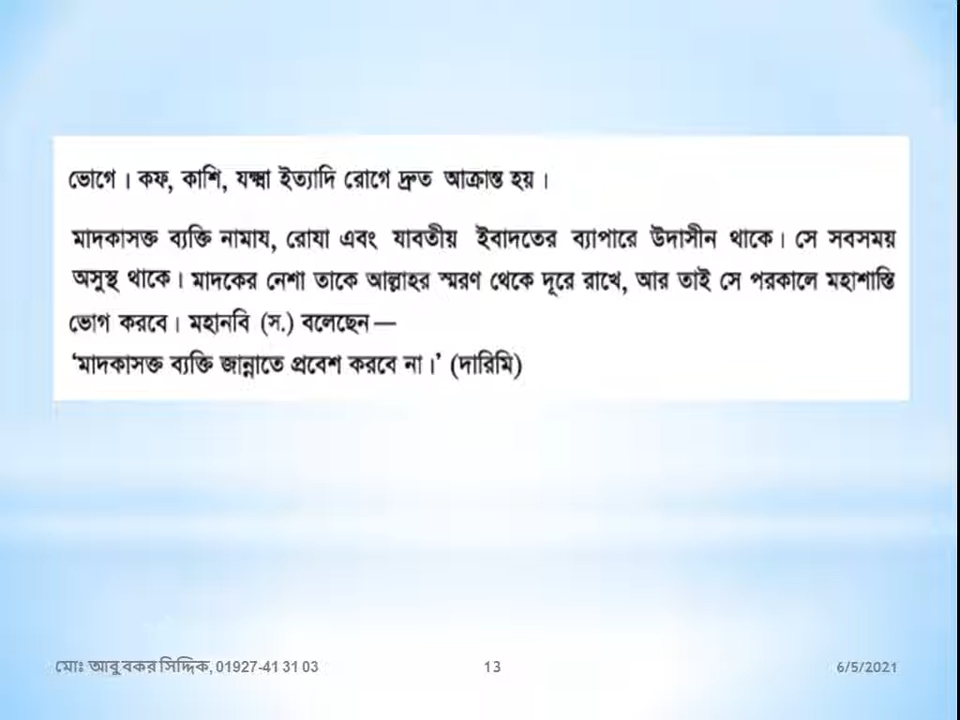 ভোগে। কফ, কাশি, যক্ষ্মা ইত্যাদি রোগে দ্রুত আক্রান্ত হয়।
মাদকাসক্ত ব্যক্তি নামায, রোযা এবং যাবতীয় ইবাদতের ব্যাপারে উদাসীন থাকে। সে সবসময়
অসুস্থ থাকে। মাদকের নেশা তাকে আল্লাহর স্মরণ থেকে দূরে রাখে, আর তাই সে পরকালে মহাশাস্তি
ভোগ করবে। মহানবি (স.) বলেছেন—
‘মাদকাসক্ত ব্যক্তি জান্নাতে প্রবেশ করবে না।’ (দারিমি)
মোঃ আবু বকর সিদ্দিক, 01927-41 31 03 13 6/5/2021